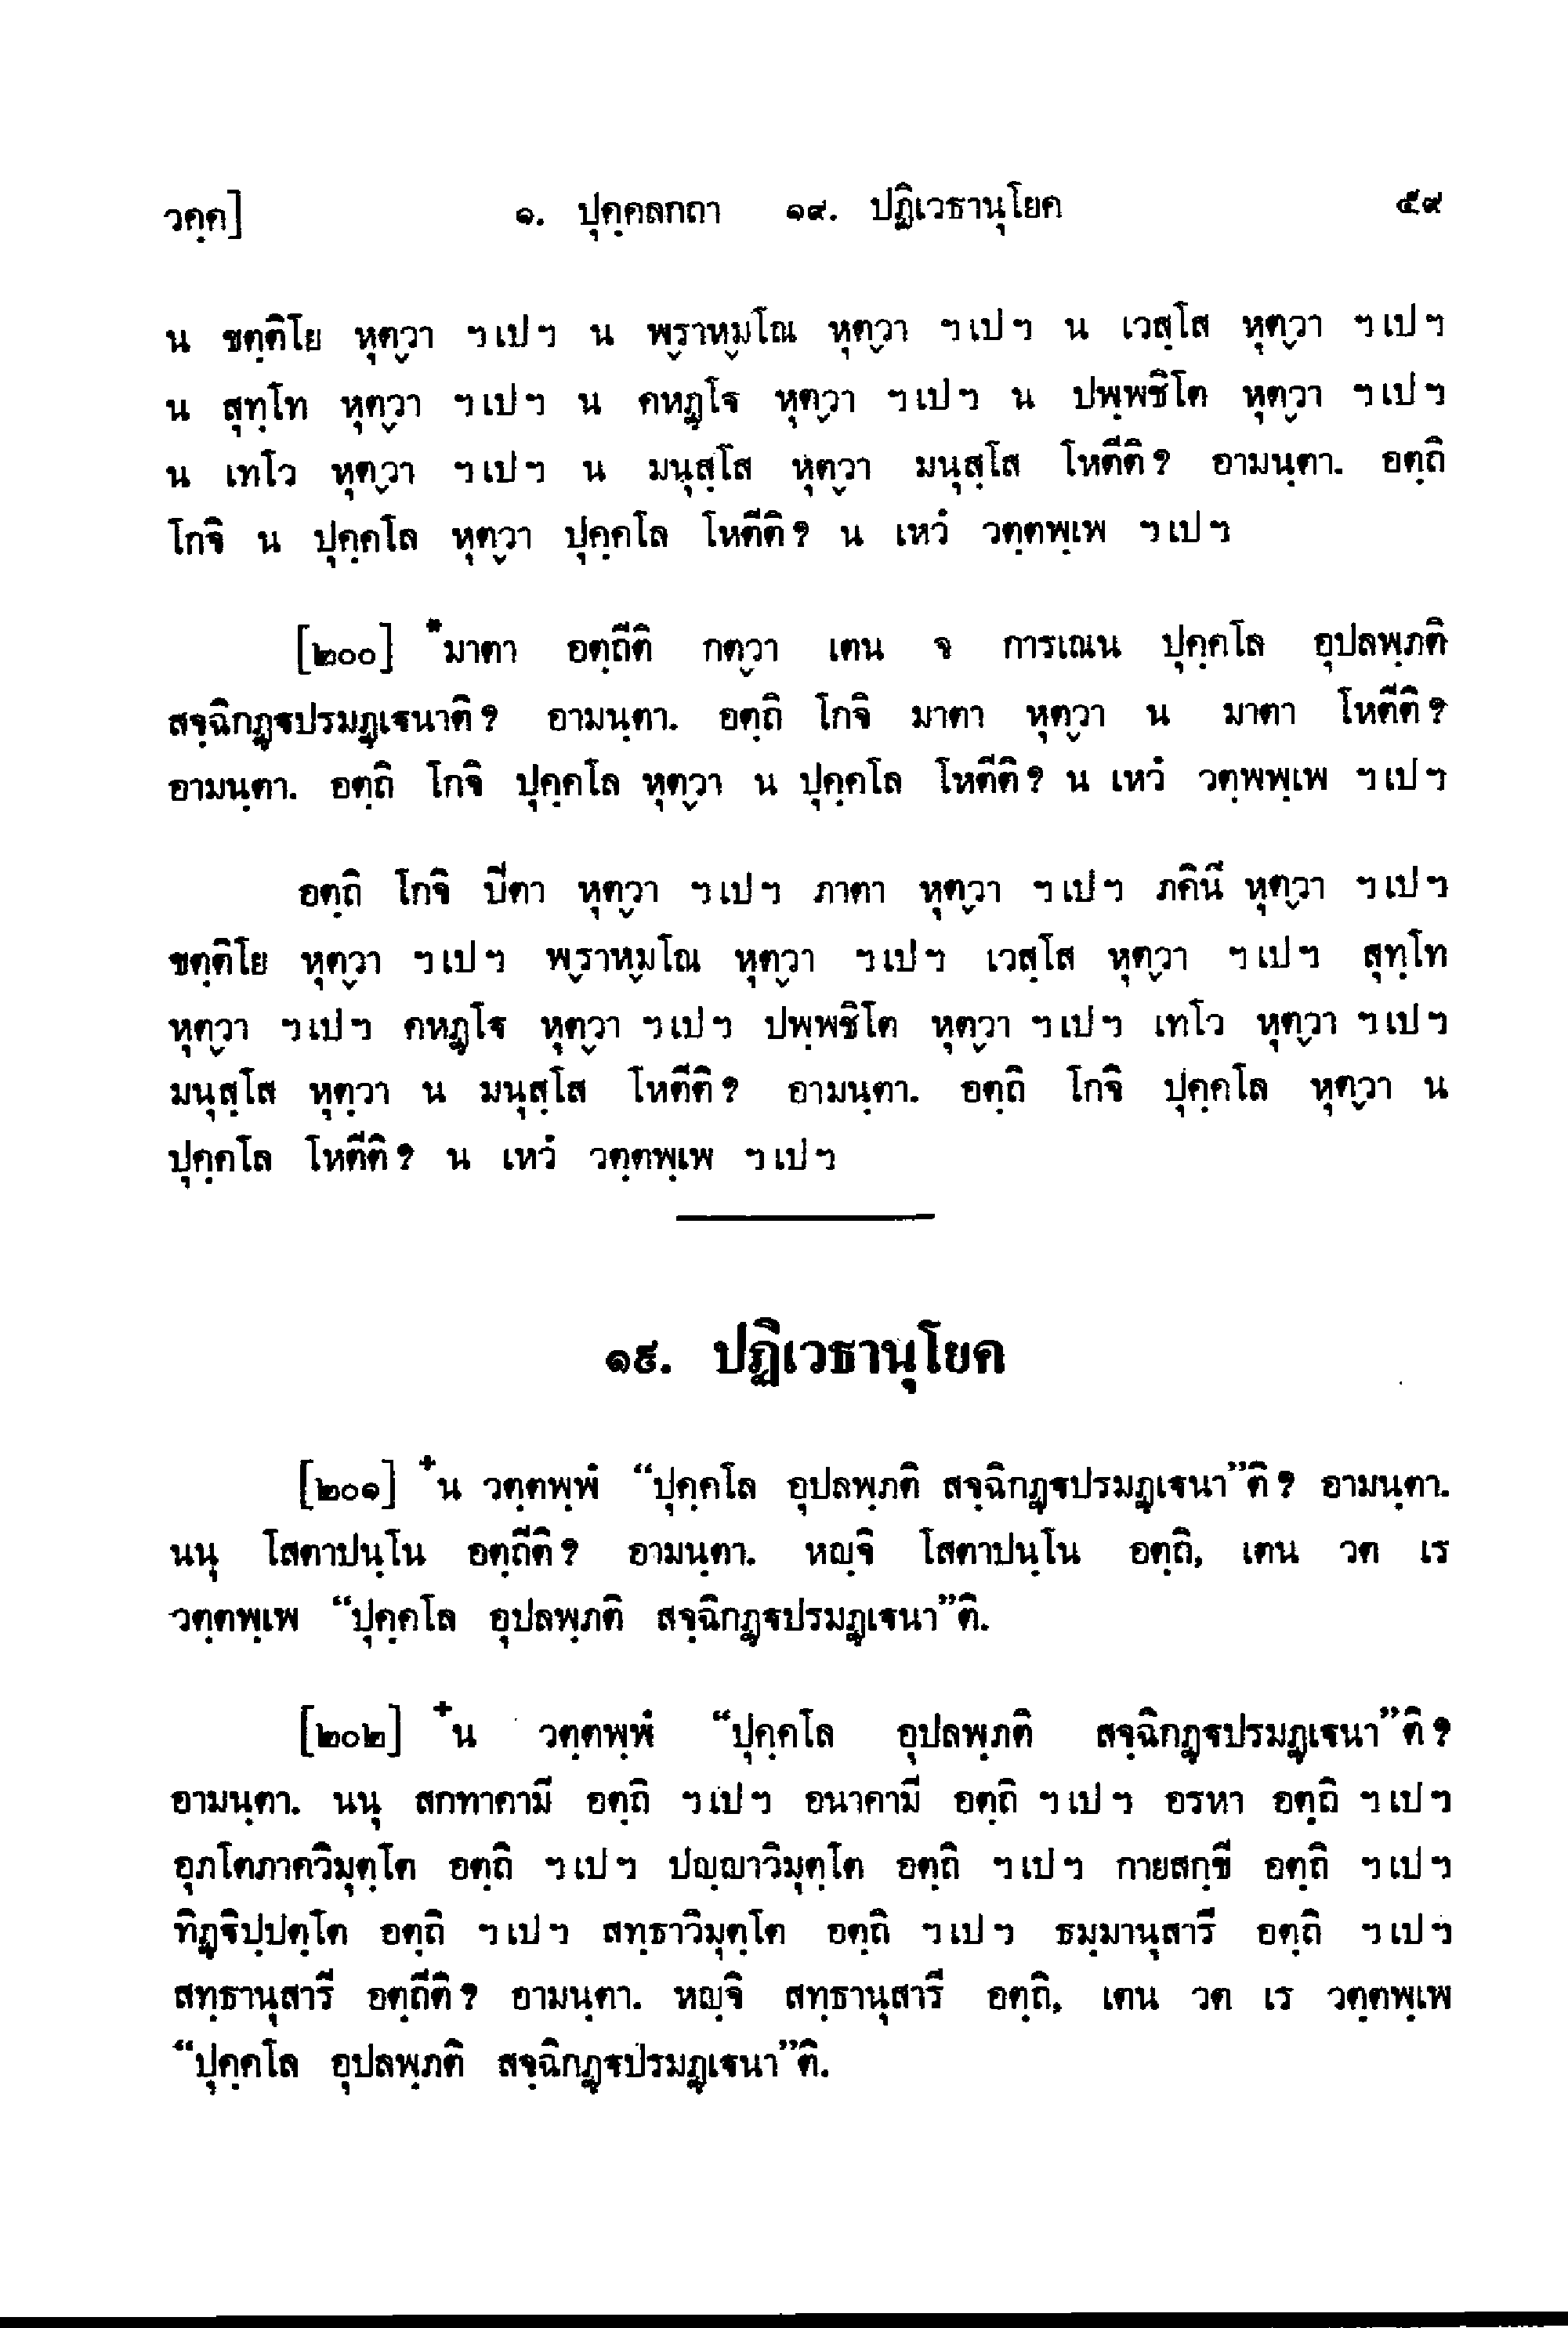 วคฺค] ๑. ปุคฺคลกถา ๑๙. ปฏิเวธานุโยค ๕๙
น ขตฺติโย หุตฺวา ฯเปฯ น พฺราหฺมโณ หุตฺวา ฯเปฯ น เวสฺโส หุตฺวา ฯเปฯ
น สุทฺโท หุตฺวา ฯเปฯ น คหฏฺโฐ หุตฺวา ฯเปฯ น ปพฺพชิโต หุตฺวา ฯเปฯ
น เทโว หุตฺวา ฯเปฯ น มนุสฺโส หุตฺวา มนุสฺโส โหตีติ? อามนฺตา. อตฺถิ
โกจิ น ปุคฺคโล หุตฺวา ปุคฺคโล โหตีติ? น เหวํ วตฺตพฺเพ ฯเปฯ
[๒๐๐] *มาตา อตฺถีติ กตฺวา เตน จ การเณน ปุคฺคโล อุปลพฺภติ
สจฺฉิกฏฺฐปรมฏฺเฐนาติ? อามนฺตา. อตฺถิ โกจิ มาตา หุตฺวา น มาตา โหตีติ?
อามนฺตา. อตฺถิ โกจิ ปุคฺคโล หุตฺวา น ปุคฺคโล โหตีติ? น เหวํ วตฺพพฺเพ ฯเปฯ
อตฺถิ โกจิ ปีตา หุตฺวา ฯเปฯ ภาตา หุตฺวา ฯเปฯ ภคินี หุตฺวา ฯเปฯ
ขตฺติโย หุตฺวา ฯเปฯ พฺราหฺมโณ หุตฺวา ฯเปฯ เวสฺโส หุตฺวา ฯเปฯ สุทฺโท
หุตฺวา ฯเปฯ คหฏฺโฐ หุตฺวา ฯเปฯ ปพฺพชิโต หุตฺวา ฯเปฯ เทโว หุตฺวา ฯเปฯ
มนุสฺโส หุตฺวา น มนุสฺโส โหตีติ? อามนฺตา. อตฺถิ โกจิ ปุคฺคโล หุตฺวา น
ปุคฺคโล โหตีติ? น เหวํ วตฺตพฺเพ ฯเปฯ
๑๙. ปฏิเวธานุโยค
[๒๐๑] +น วตฺตพฺพํ “ปุคฺคโล อุปลพฺภติ สจฺฉิกฏฺฐปรมฏฺเฐนา”ติ? อามนฺตา.
นนุ โสตาปนฺโน อตฺถีติ? อามนฺตา. หญฺจิ โสตาปนฺโน อตฺถิ, เตน วต เร
วตฺตพฺเพ “ปุคฺคโล อุปลพฺภติ สจฺฉิกฏฺฐปรมฏฺเฐนา”ติ.
[๒๐๒] +น วตฺตพฺพํ “ปุคฺคโล อุปลพฺภติ สจฺฉิกฏฺฐปรมฏฺเฐนา”ติ?
อามนฺตา. นนุ สกทาคามี อตฺถิ ฯเปฯ อนาคามี อตฺถิ ฯเปฯ อรหา อตฺถิ ฯเปฯ
อุภโตภาควิมุตฺโต อตฺถิ ฯเปฯ ปญฺญาวิมุตฺโต อตฺถิ ฯเปฯ กายสกฺขี อตฺถิ ฯเปฯ
ทิฏฺฐิปฺปตฺโต อตฺถิ ฯเปฯ สทฺธาวิมุตฺโต อตฺถิ ฯเปฯ ธมฺมานุสารี อตฺถิ ฯเปฯ
สทฺธานุสารี อตฺถีติ? อามนฺตา. หญฺจิ สทฺธานุสารี อตฺถิ, เตน วต เร วตฺตพฺเพ
“ปุคฺคโล อุปลพฺภติ สจฺฉิกฏฺฐปรมฏฺเฐนา”ติ.